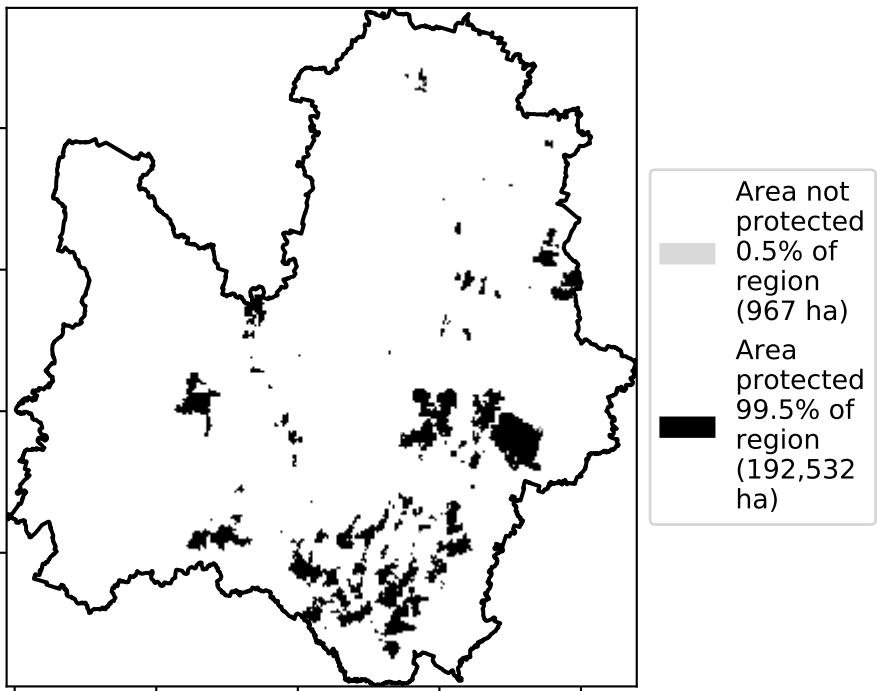 Area not
protected
0.5% of
region
(967 ha)
Area
protected
99.5% of
region
(192,532
ha)